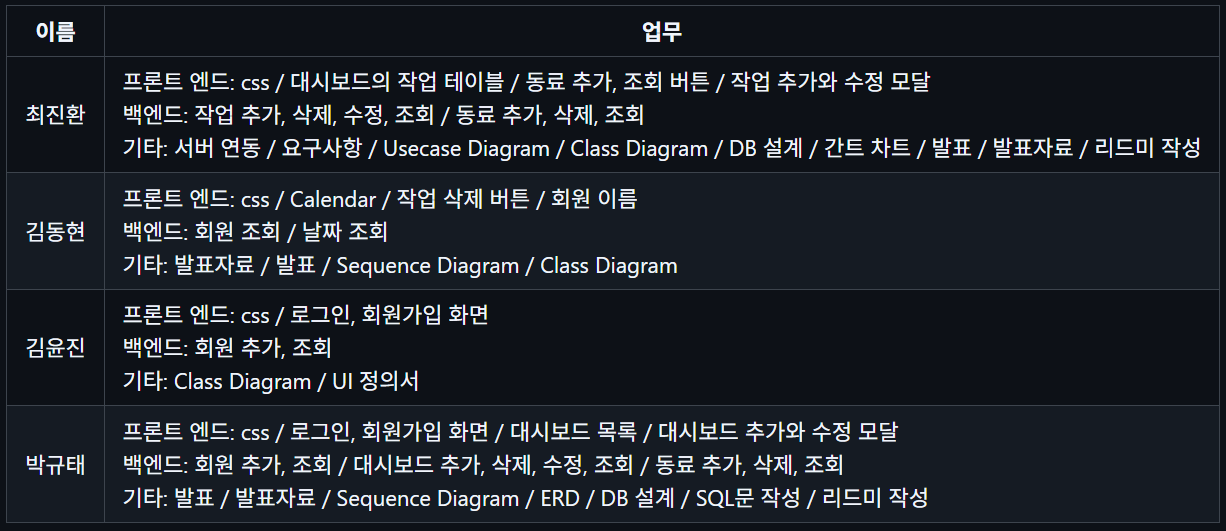 이름 업무
최진환
프론트 엔드: css / 대시보드의 작업 테이블 / 동료 추가, 조회 버튼 / 작업 추가와 수정 모달
백엔드: 작업 추가, 삭제, 수정, 조회 / 동료 추가, 삭제, 조회
기타: 서버 연동 / 요구사항 / Usecase Diagram / Class Diagram / DB 설계 / 간트 차트 / 발표 / 발표자료 / 리드미 작성
김동현
프론트 엔드: css / Calendar / 작업 삭제 버튼 / 회원 이름
백엔드: 회원 조회 / 날짜 조회
기타: 발표자료 / 발표 / Sequence Diagram / Class Diagram
김윤진
프론트 엔드: css / 로그인, 회원가입 화면
백엔드: 회원 추가, 조회
기타: Class Diagram / UI 정의서
박규태
프론트 엔드: css / 로그인, 회원가입 화면 / 대시보드 목록 / 대시보드 추가와 수정 모달
백엔드: 회원 추가, 조회 / 대시보드 추가, 삭제, 수정, 조회 / 동료 추가, 삭제, 조회
기타: 발표 / 발표자료 / Sequence Diagram / ERD / DB 설계 / SQL문 작성 / 리드미 작성